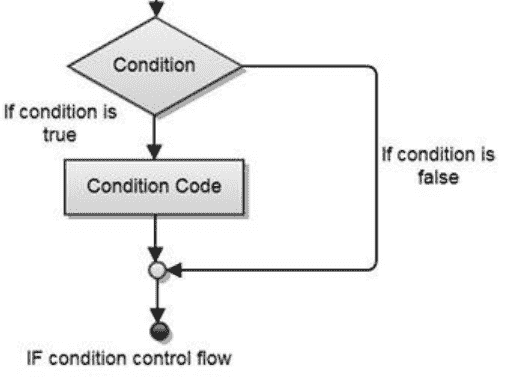 Condition
If condition is
true
If condition is
false
Condition Code
IF condition control flow